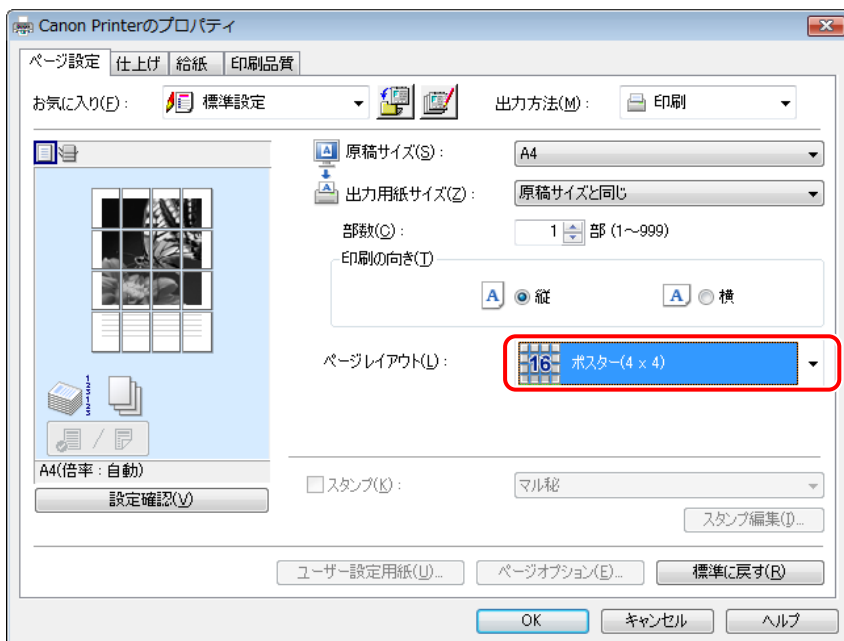 Canon Printerのプロパティ
ページ設定 仕上げ 給紙 印刷品質
お気に入り(F): 標準設定 出力方法(M): 印刷
原稿サイズ(S): A4
出力用紙サイズ(Z): 原稿サイズと同じ
部数(C): 1 部 (1~999)
印刷の向き(T)
A 縦 A 横
ページレイアウト(L): 16 ポスター(4 x 4)
123123
A4(倍率:自動)
設定確認(V)
スタンプ(K): マル秘
スタンプ編集(I)...
ユーザー設定用紙(U)... ページオプション(E)... 標準に戻す(R)
OK キャンセル ヘルプ